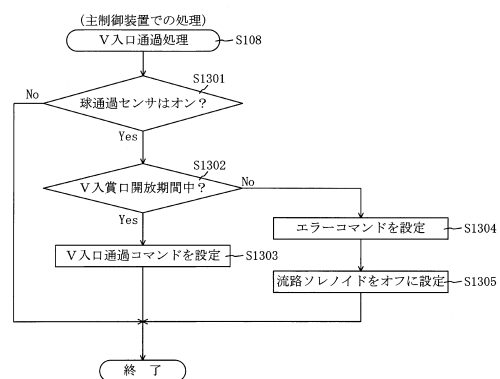 (主制御装置での処理)
V入口通過処理
S108
S1301
No
球通過センサはオン?
Yes
S1302
V入賞口開放期間中?
No
Yes
エラーコマンドを設定
S1304
V入口通過コマンドを設定
S1303
流路ソレノイドをオフに設定
S1305
終 了